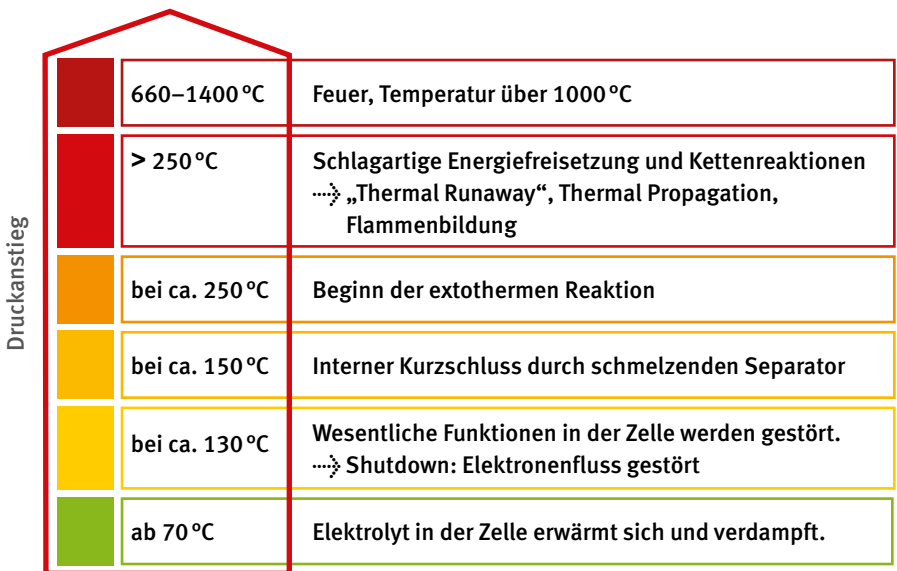 Druckanstieg
660–1400 °C
Feuer, Temperatur über 1000 °C
> 250 °C
Schlagartige Energiefreisetzung und Kettenreaktionen
„Thermal Runaway“, Thermal Propagation,
Flammenbildung
bei ca. 250 °C
Beginn der extothermen Reaktion
bei ca. 150 °C
Interner Kurzschluss durch schmelzenden Separator
bei ca. 130 °C
Wesentliche Funktionen in der Zelle werden gestört.
Shutdown: Elektronenfluss gestört
ab 70 °C
Elektrolyt in der Zelle erwärmt sich und verdampft.